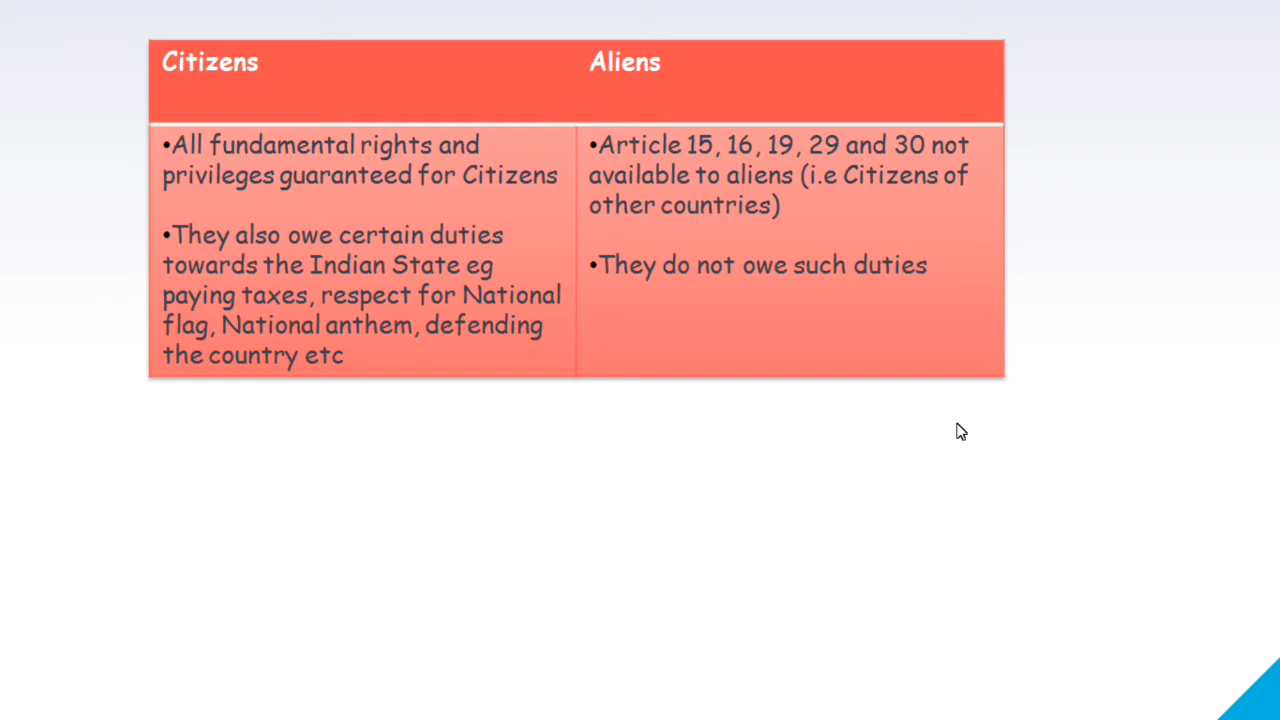 Citizens
Aliens
•All fundamental rights and
privileges guaranteed for Citizens
•They also owe certain duties
towards the Indian State eg
paying taxes, respect for National
flag, National anthem, defending
the country etc
•Article 15, 16, 19, 29 and 30 not
available to aliens (i.e Citizens of
other countries)
•They do not owe such duties